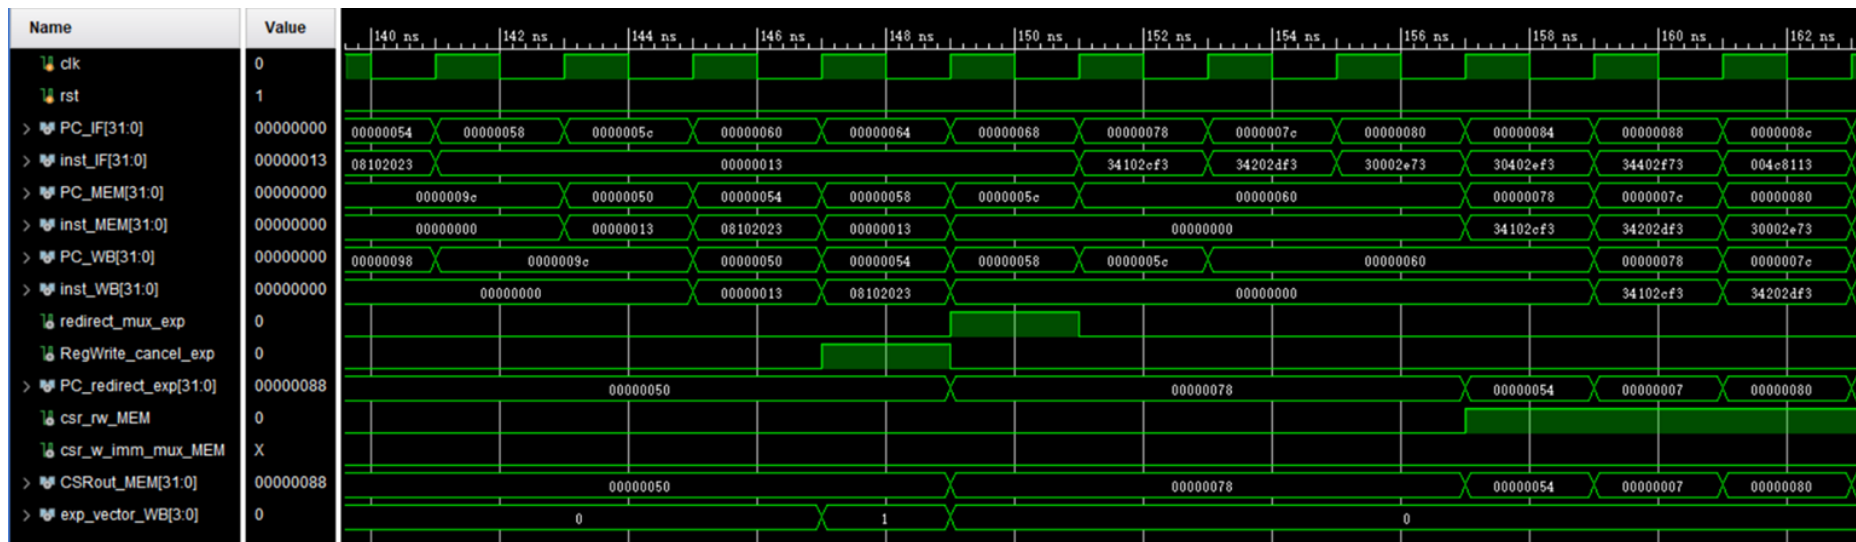 Name Value 140 ns 142 ns 144 ns 146 ns 148 ns 150 ns 152 ns 154 ns 156 ns 158 ns 160 ns 162 ns
clk 0
rst 1
PC_IF[31:0] 00000000 00000054 00000058 0000005c 00000060 00000064 00000068 00000078 0000007c 00000080 00000084 00000088 0000008c
inst_IF[31:0] 00000013 08102023 00000013 34102cf3 34202df3 30002e73 30402ef3 34402f73 004c8113
PC_MEM[31:0] 00000000 0000009c 00000050 00000054 00000058 0000005c 00000060 00000078 0000007c 00000080
inst_MEM[31:0] 00000000 00000000 00000013 08102023 00000013 00000000 34102cf3 34202df3 30002e73
PC_WB[31:0] 00000000 00000098 0000009c 00000050 00000054 00000058 0000005c 00000060 00000078 0000007c
inst_WB[31:0] 00000000 00000000 00000013 08102023 00000000 34102cf3 34202df3
redirect_mux_exp 0
RegWrite_cancel_exp 0
PC_redirect_exp[31:0] 00000088 00000050 00000078 00000054 00000007 00000080
csr_rw_MEM 0
csr_w_imm_mux_MEM X
CSRout_MEM[31:0] 00000088 00000050 00000078 00000054 00000007 00000080
exp_vector_WB[3:0] 0 0 1 0